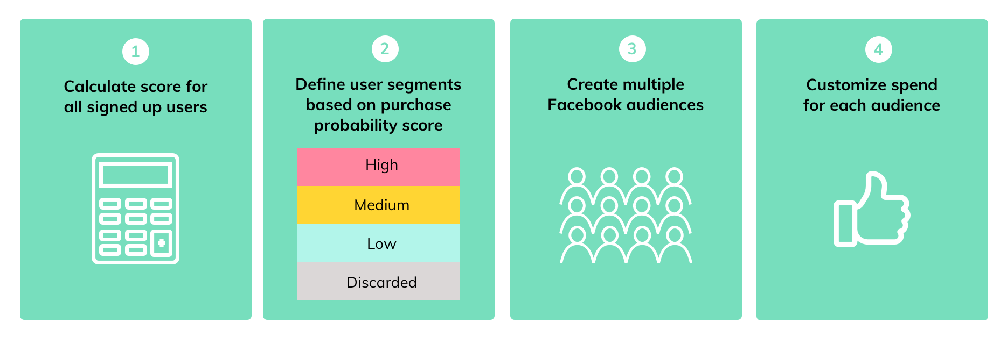 1
Calculate score for
all signed up users
2
Define user segments
based on purchase
probability score
High
Medium
Low
Discarded
3
Create multiple
Facebook audiences
4
Customize spend
for each audience